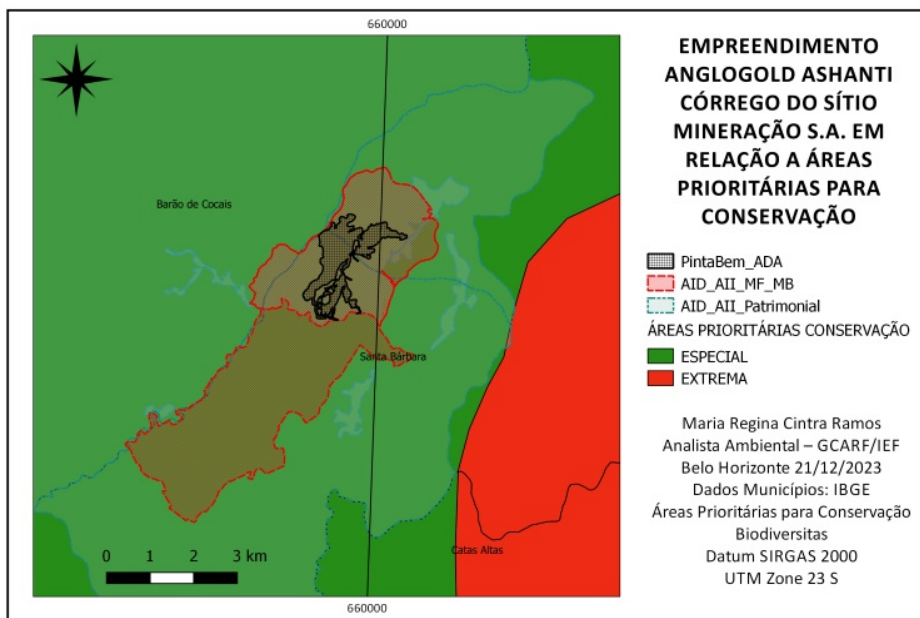 660000
EMPREENDIMENTO
ANGLOGOLD ASHANTI
CÓRREGO DO SÍTIO
MINERAÇÃO S.A. EM
RELAÇÃO A ÁREAS
PRIORITÁRIAS PARA
CONSERVAÇÃO
Barão de Cocais
Santa Bárbara
Catas Altas
0 1 2 3 km
660000
PintaBem_ADA
AID_AII_MF_MB
AID_AII_Patrimonial
ÁREAS PRIORITÁRIAS CONSERVAÇÃO
ESPECIAL
EXTREMA
Maria Regina Cintra Ramos
Analista Ambiental – GCARF/IEF
Belo Horizonte 21/12/2023
Dados Municípios: IBGE
Áreas Prioritárias para Conservação
Biodiversitas
Datum SIRGAS 2000
UTM Zone 23 S